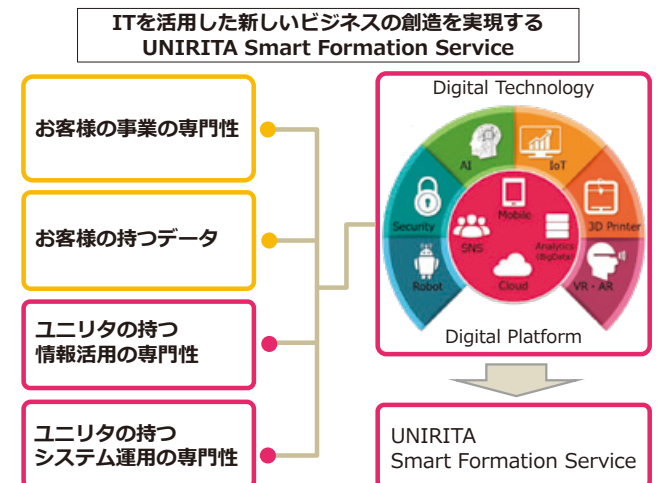 ITを活用した新しいビジネスの創造を実現する
UNIRITA Smart Formation Service
お客様の事業の専門性
お客様の持つデータ
ユニリタの持つ
情報活用の専門性
ユニリタの持つ
システム運用の専門性
Digital Technology
AI
IoT
Security
Mobile
3D Printer
SNS
Analytics
(BigData)
Robot
Cloud
VR・AR
Digital Platform
UNIRITA
Smart Formation Service